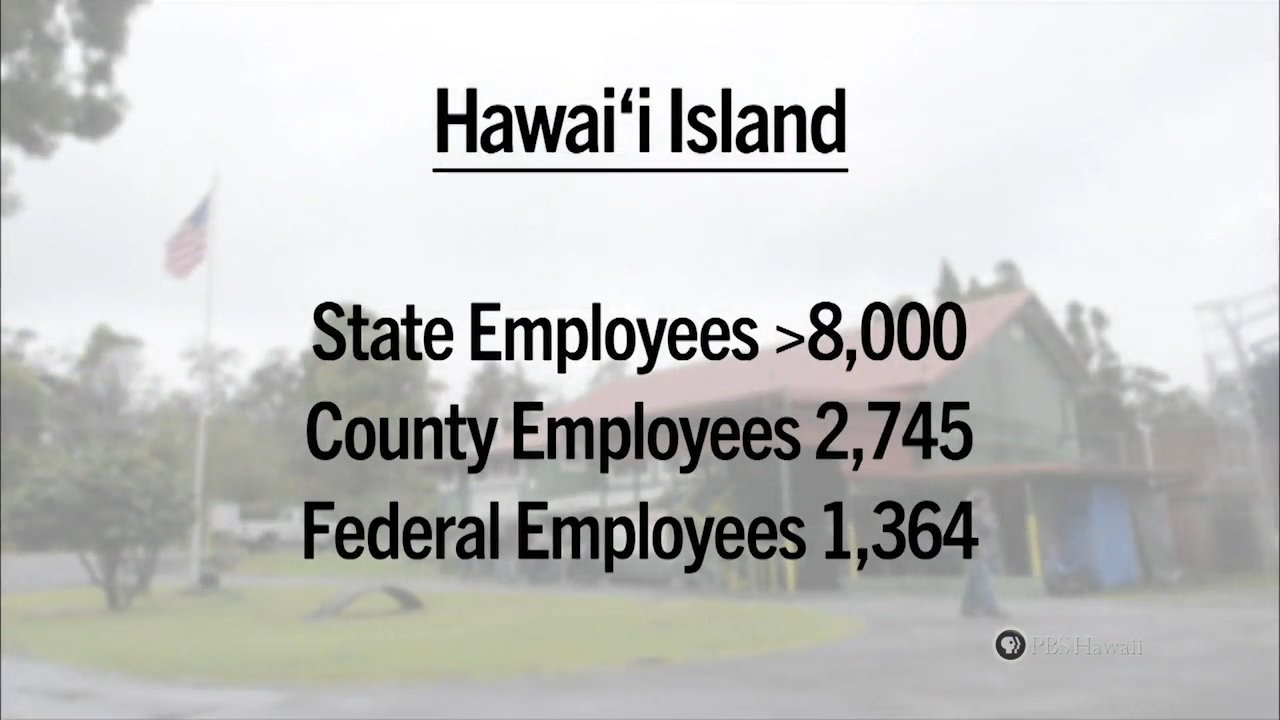 Hawai‘i Island
State Employees >8,000
County Employees 2,745
Federal Employees 1,364
PBS Hawaii